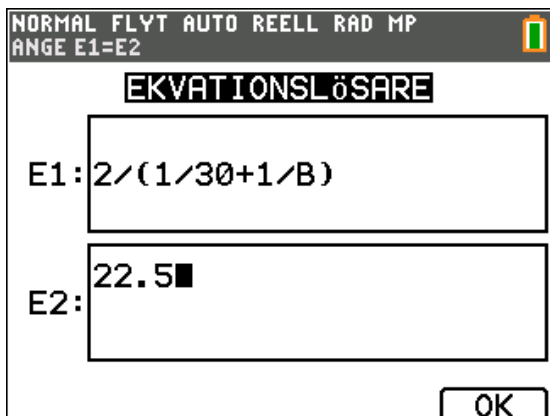 NORMAL FLYT AUTO REELL RAD MP
ANGE E1=E2
EKVATIONSLÖSARE
E1: 2/(1/30+1/B)
E2: 22.5
OK